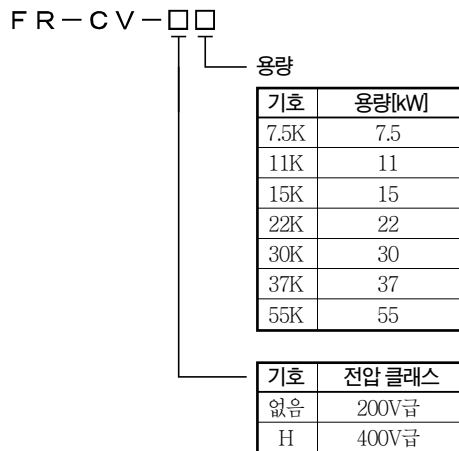 FR-CV-□□
용량
기호 용량[kW]
7.5K 7.5
11K 11
15K 15
22K 22
30K 30
37K 37
55K 55
기호 전압 클래스
없음 200V급
H 400V급